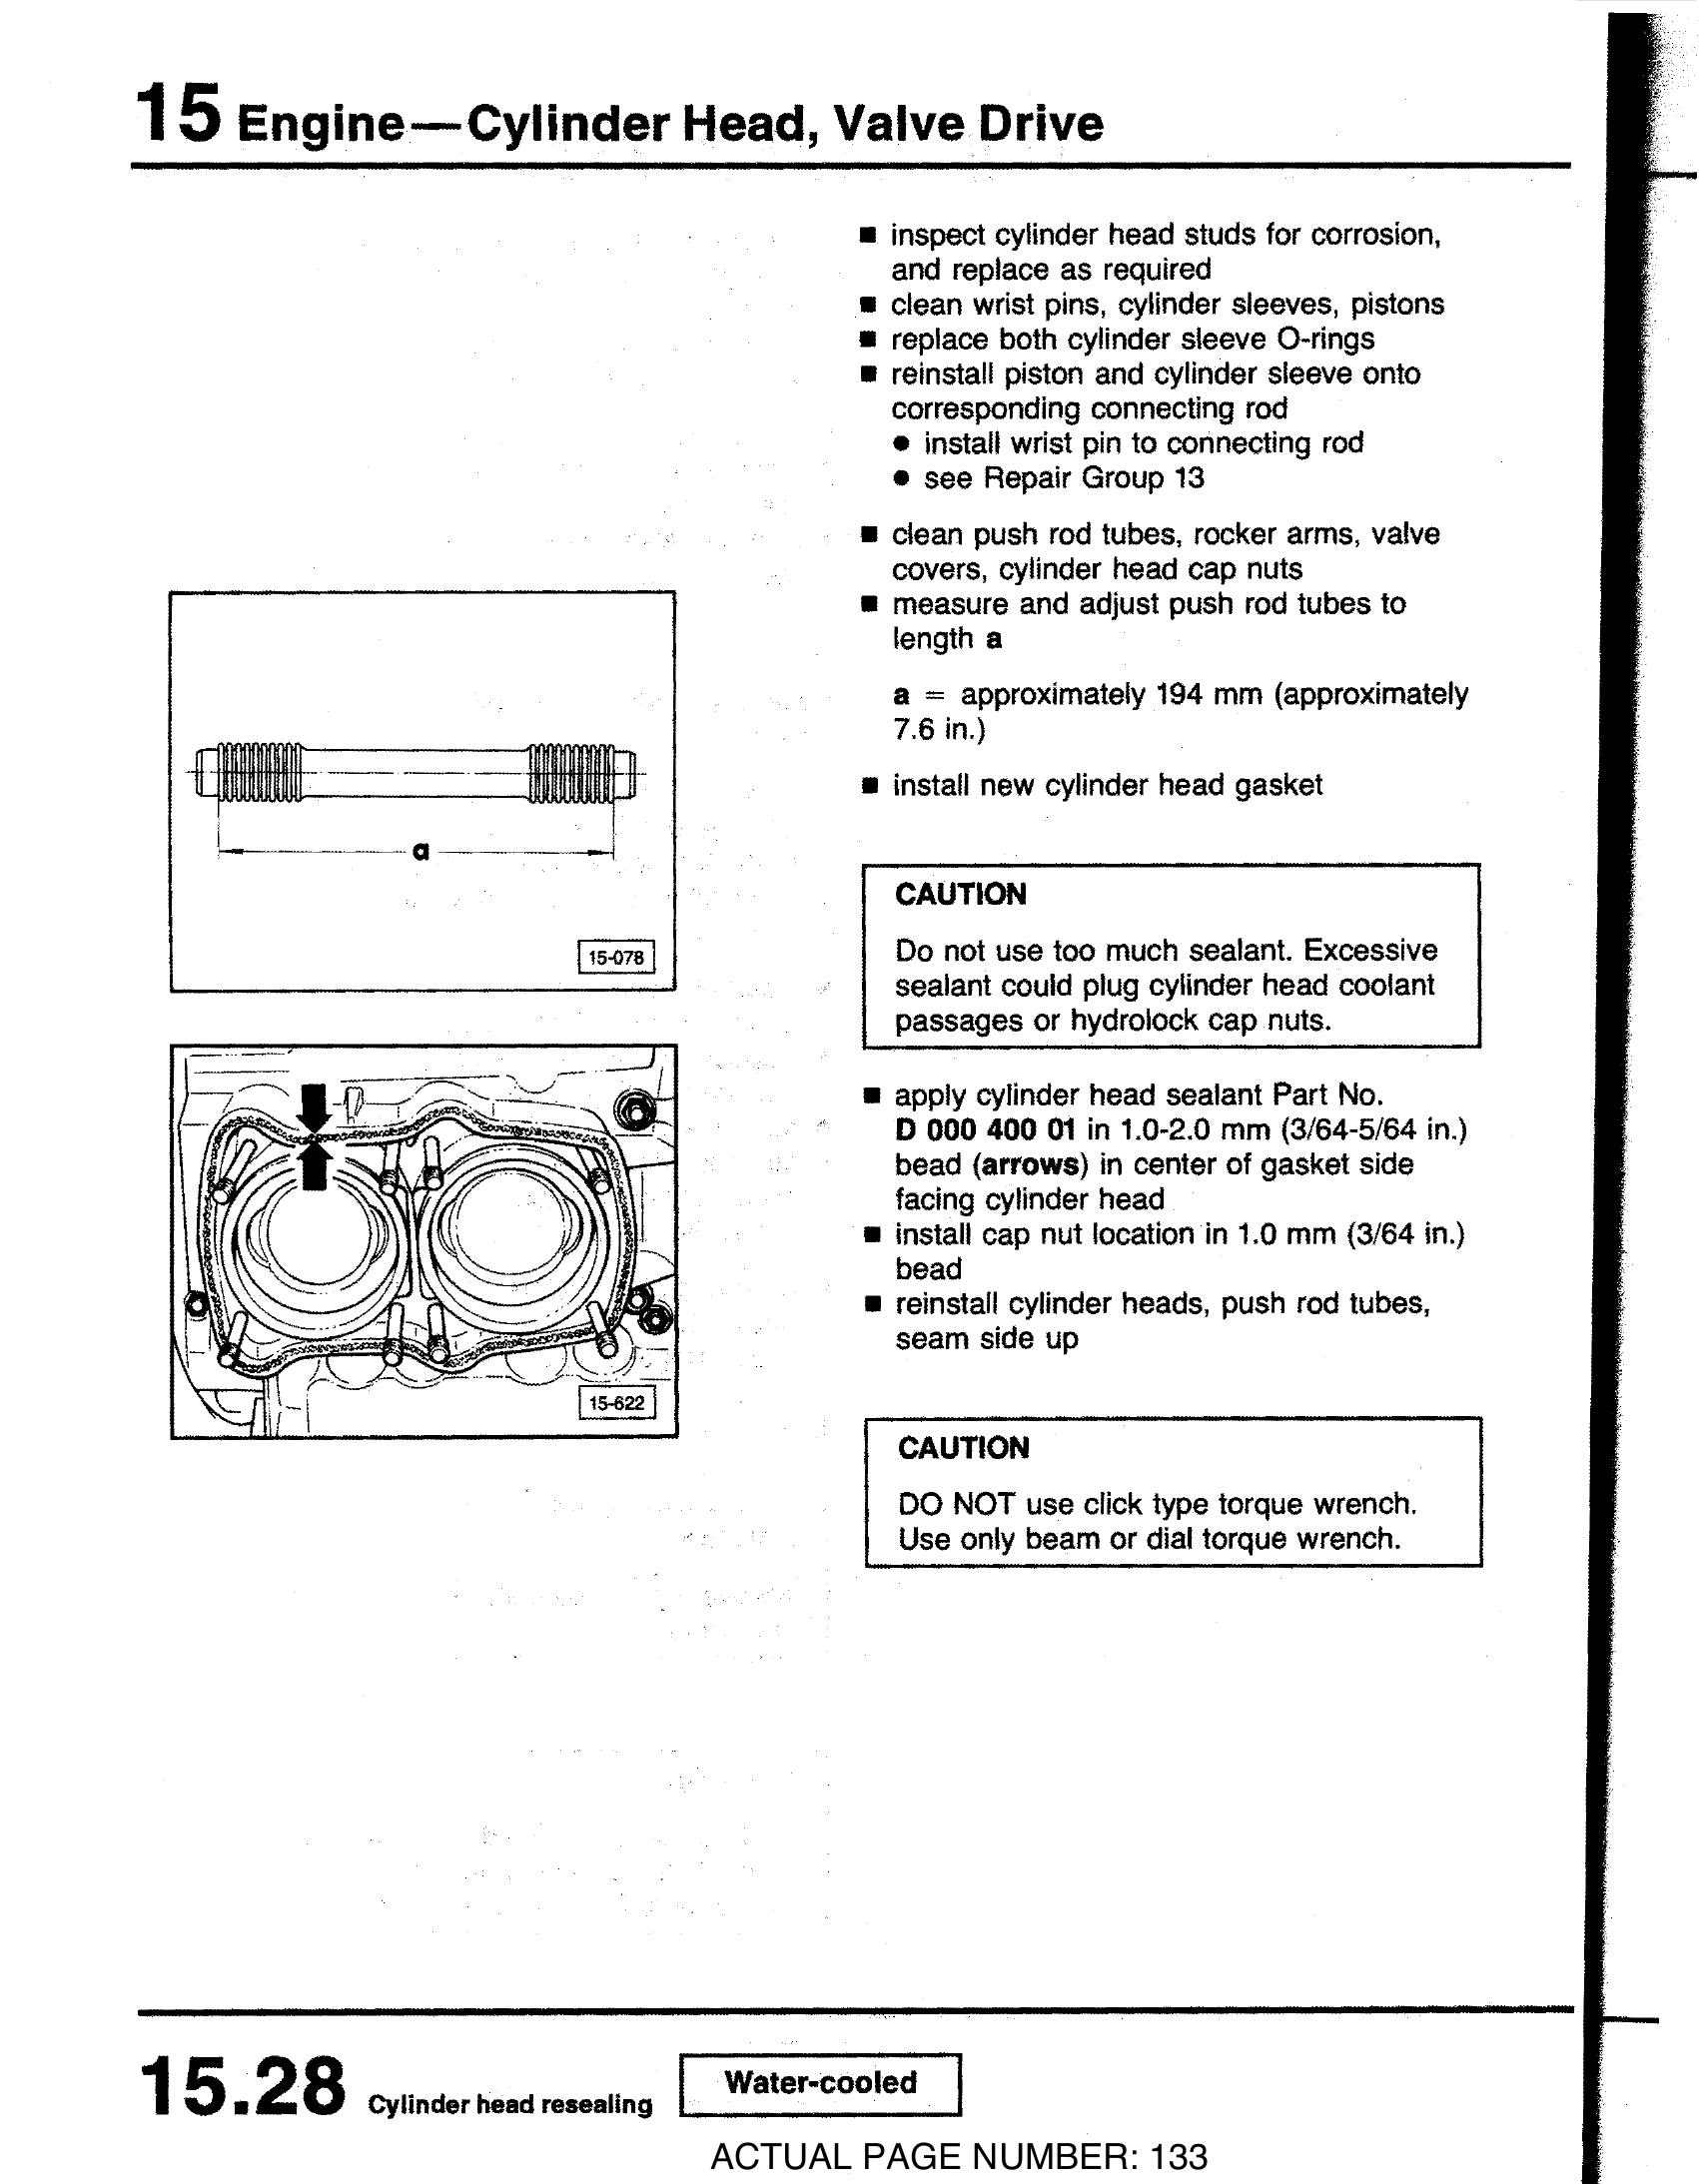 15 Engine—Cylinder Head, Valve Drive
■ inspect cylinder head studs for corrosion,
and replace as required
■ clean wrist pins, cylinder sleeves, pistons
■ replace both cylinder sleeve O-rings
■ reinstall piston and cylinder sleeve onto
corresponding connecting rod
● install wrist pin to connecting rod
● see Repair Group 13
■ clean push rod tubes, rocker arms, valve
covers, cylinder head cap nuts
■ measure and adjust push rod tubes to
length a
a = approximately 194 mm (approximately
7.6 in.)
■ install new cylinder head gasket
a
15-078
CAUTION
Do not use too much sealant. Excessive
sealant could plug cylinder head coolant
passages or hydrolock cap nuts.
■ apply cylinder head sealant Part No.
D 000 400 01 in 1.0-2.0 mm (3/64-5/64 in.)
bead (arrows) in center of gasket side
facing cylinder head
■ install cap nut location in 1.0 mm (3/64 in.)
bead
■ reinstall cylinder heads, push rod tubes,
seam side up
15-622
CAUTION
DO NOT use click type torque wrench.
Use only beam or dial torque wrench.
15.28 Cylinder head resealing
Water-cooled
ACTUAL PAGE NUMBER: 133